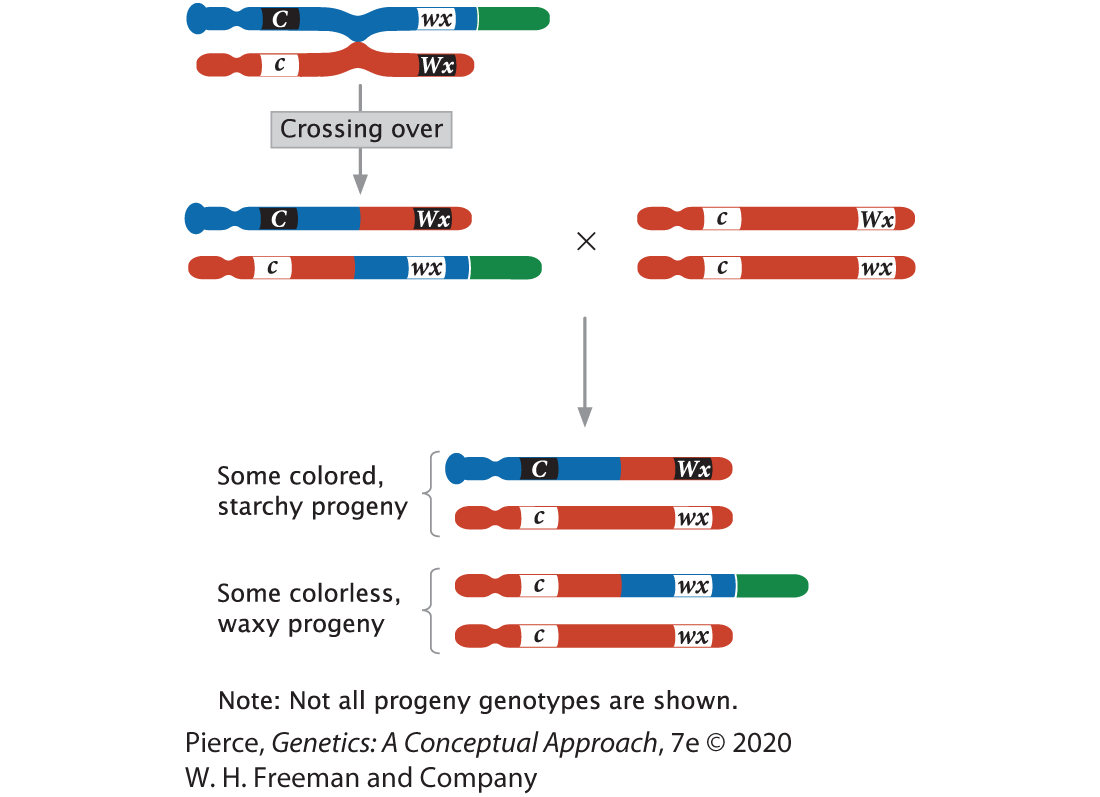 C wx
c Wx
Crossing over
C Wx
c wx
×
c Wx
c wx
Some colored,
starchy progeny
C Wx
c wx
Some colorless,
waxy progeny
c wx
c wx
Note: Not all progeny genotypes are shown.
Pierce, Genetics: A Conceptual Approach, 7e © 2020
W. H. Freeman and Company